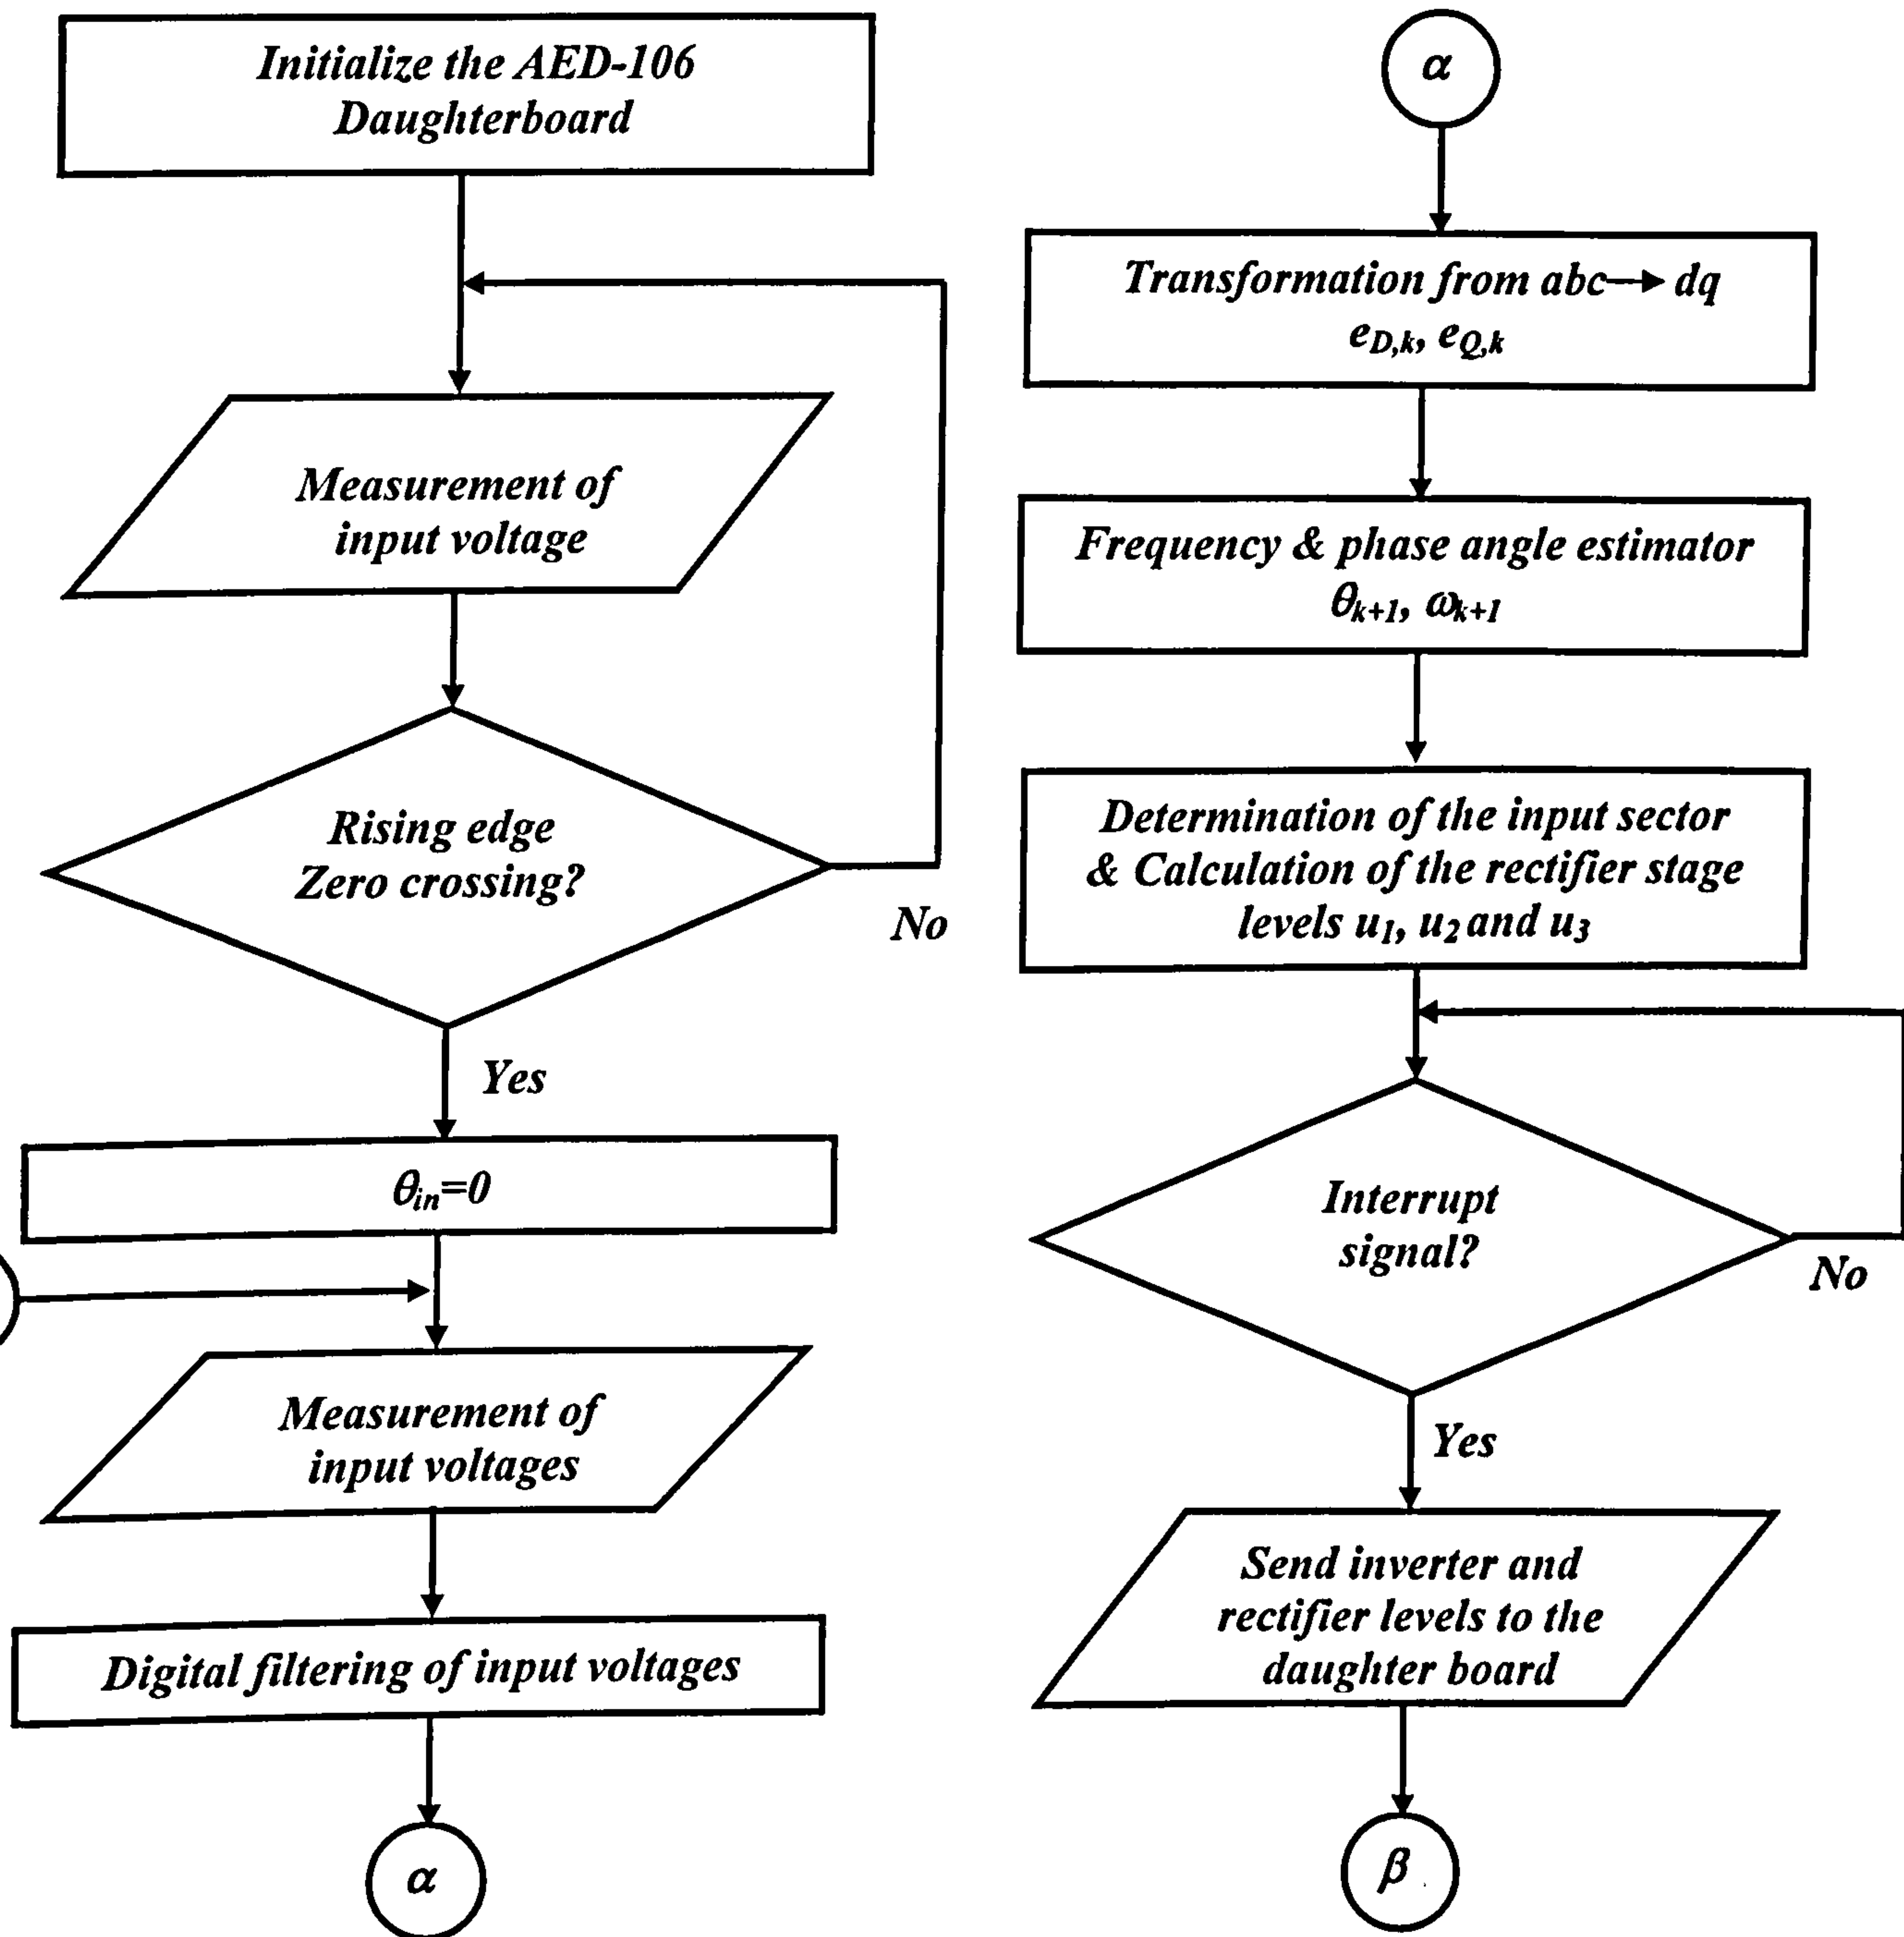 Initialize the AED-106
Daughterboard
Measurement of
input voltage
Rising edge
Zero crossing?
No
Yes
θin=0
Measurement of
input voltages
Digital filtering of input voltages
α
α
Transformation from abc→ dq
eD,k, eQ,k
Frequency & phase angle estimator
θk+1, ωk+1
Determination of the input sector
& Calculation of the rectifier stage
levels u1, u2 and u3
Interrupt
signal?
No
Yes
Send inverter and
rectifier levels to the
daughter board
β